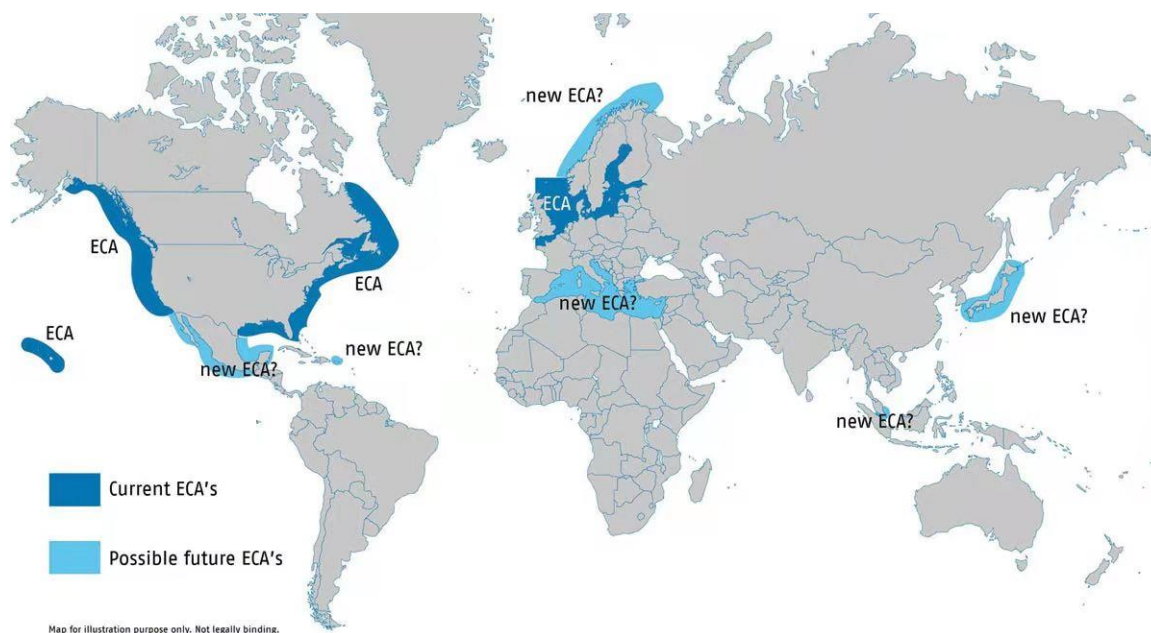 new ECA?
ECA
ECA
ECA
ECA
new ECA?
new ECA?
new ECA?
new ECA?
new ECA?
Current ECA's
Possible future ECA's
Map for illustration purpose only. Not legally binding.